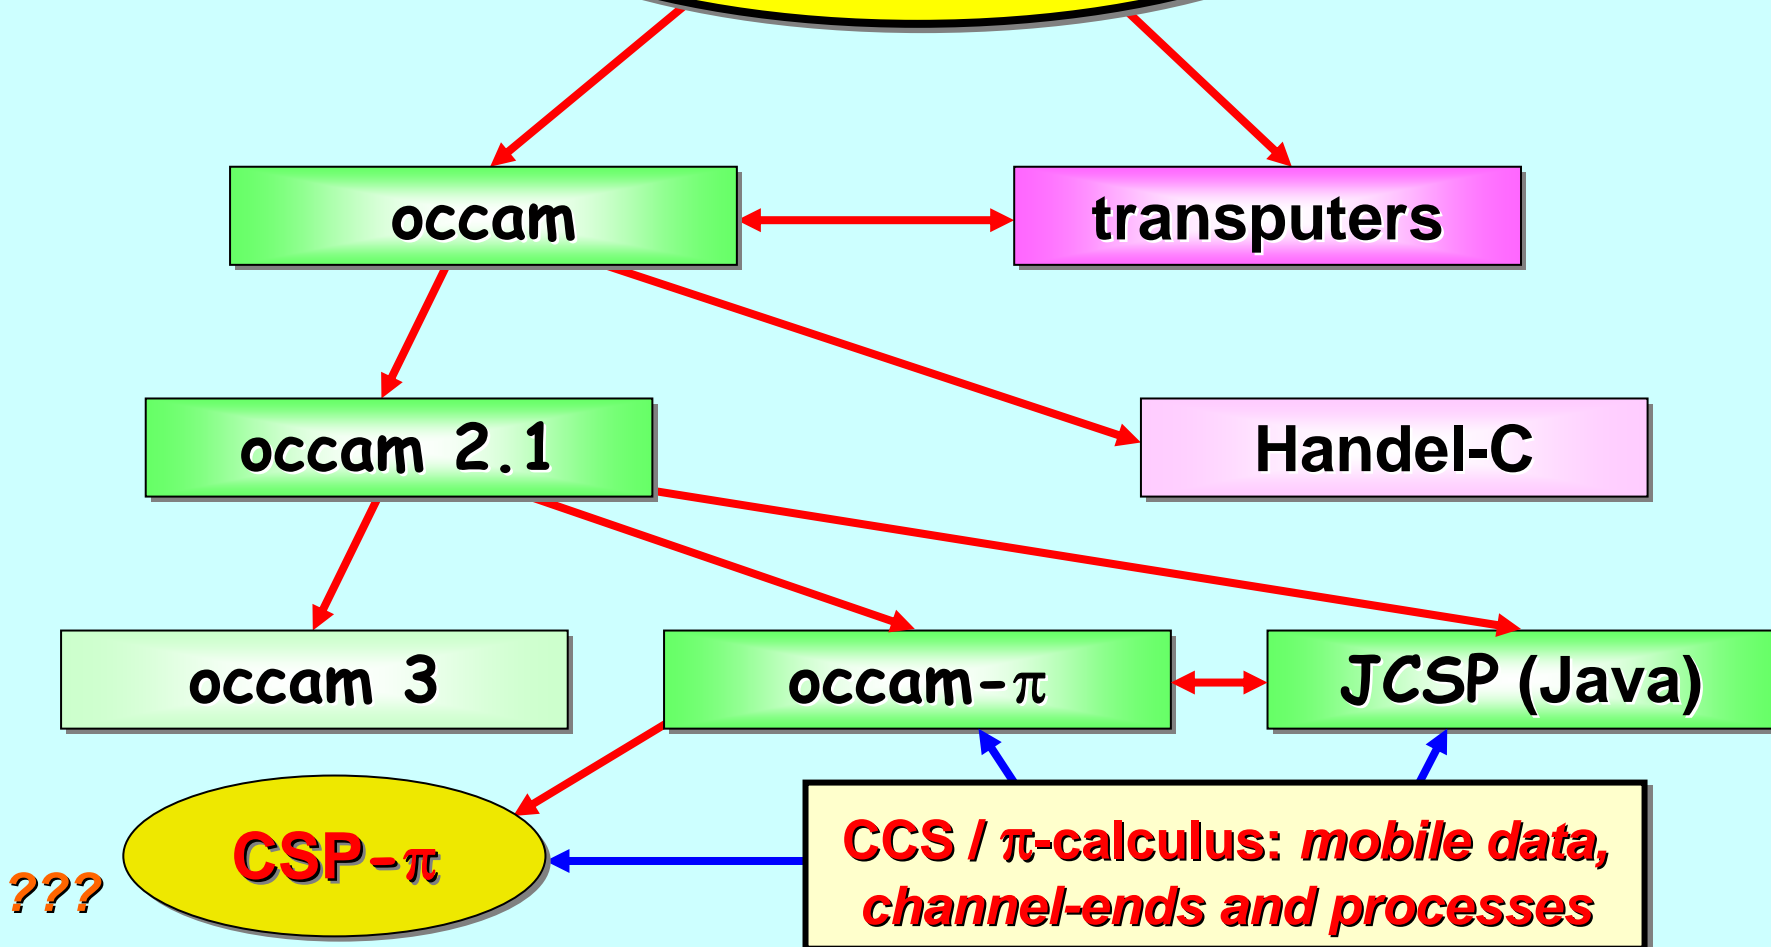 occam
transputers
occam 2.1
Handel-C
occam 3
occam-π
JCSP (Java)
CSP-π
???
CCS / π-calculus: mobile data,
channel-ends and processes